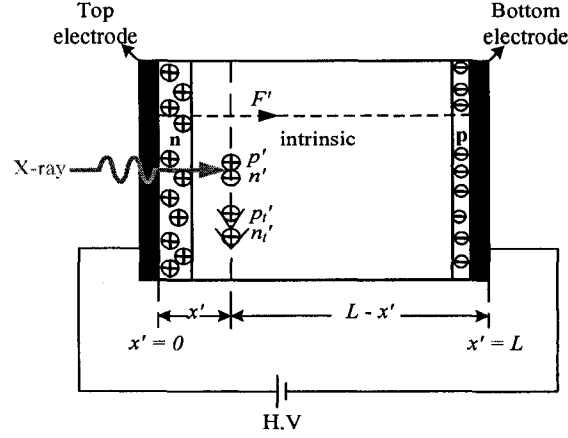 Top
electrode
Bottom
electrode
F'
n
intrinsic
p
X-ray
p'
n'
p_t'
n_t'
x'
L - x'
x' = 0
x' = L
H.V